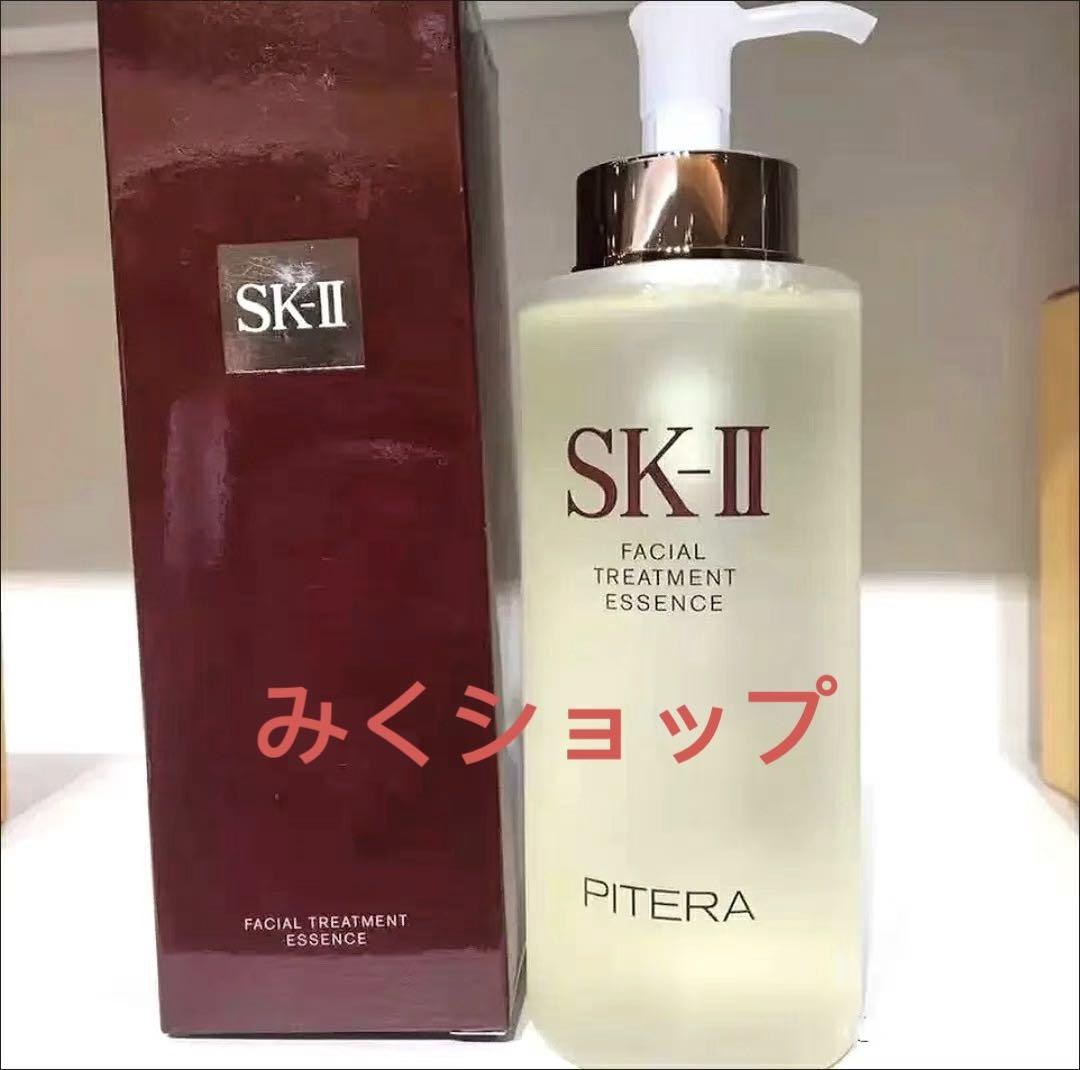 SK-II
FACIAL TREATMENT
ESSENCE
SK-II
FACIAL
TREATMENT
ESSENCE
PITERA
みくショップ